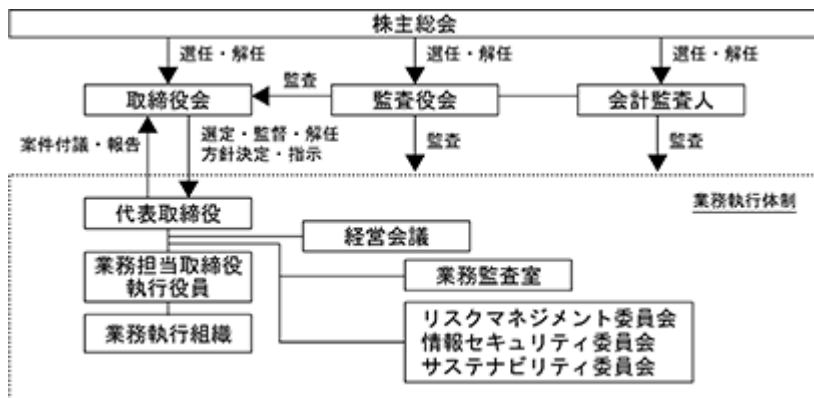 株主総会
選任・解任
選任・解任
選任・解任
取締役会
監査
監査役会
会計監査人
案件付議・報告
選定・監督・解任
方針決定・指示
監査
監査
業務執行体制
代表取締役
経営会議
業務担当取締役
執行役員
業務監査室
業務執行組織
リスクマネジメント委員会
情報セキュリティ委員会
サステナビリティ委員会